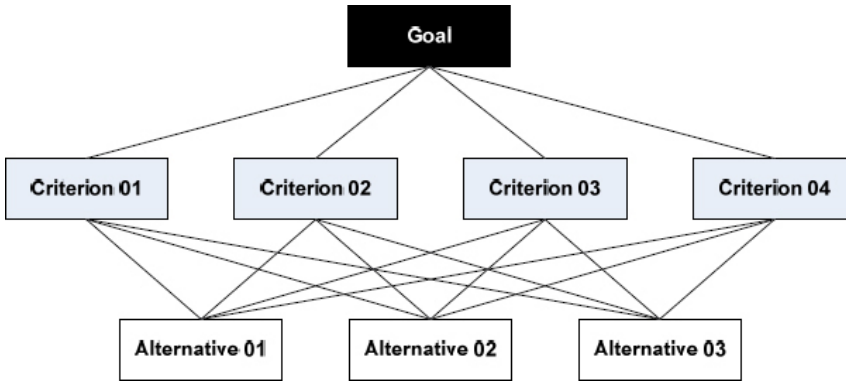 Goal
Criterion 01
Criterion 02
Criterion 03
Criterion 04
Alternative 01
Alternative 02
Alternative 03